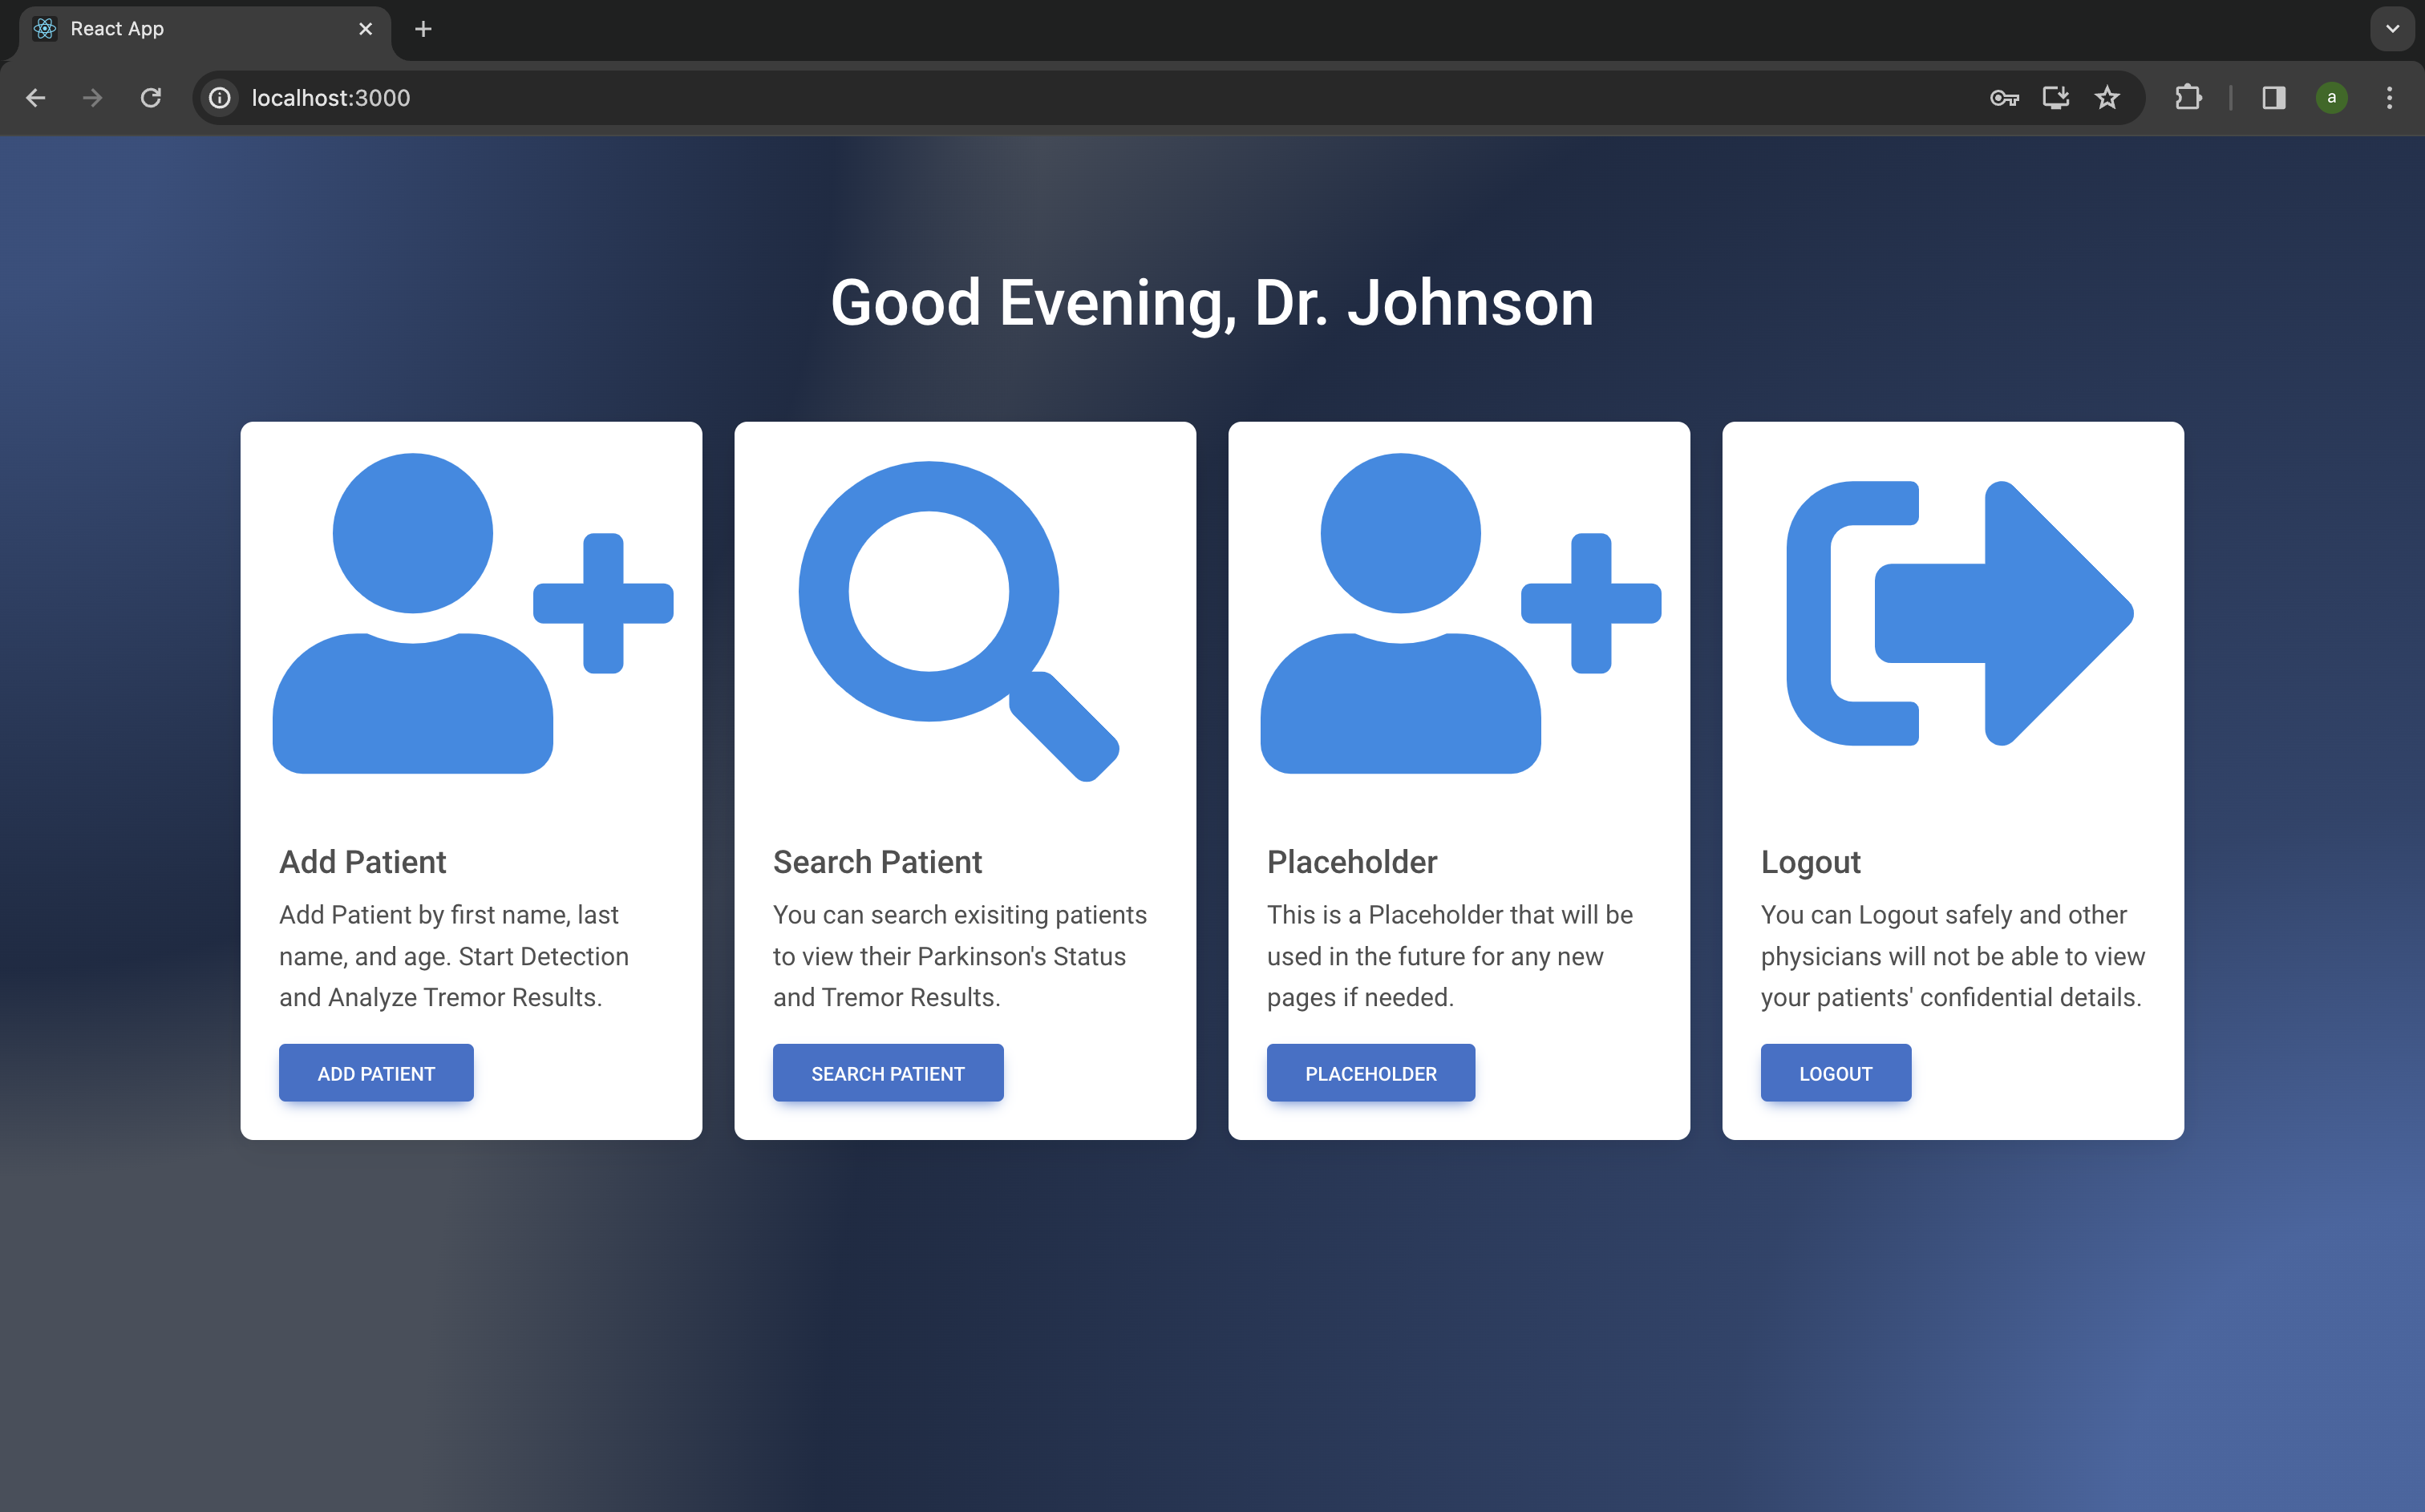 React App
localhost:3000
a
Good Evening, Dr. Johnson
Add Patient
Add Patient by first name, last
name, and age. Start Detection
and Analyze Tremor Results.
ADD PATIENT
Search Patient
You can search exisiting patients
to view their Parkinson's Status
and Tremor Results.
SEARCH PATIENT
Placeholder
This is a Placeholder that will be
used in the future for any new
pages if needed.
PLACEHOLDER
Logout
You can Logout safely and other
physicians will not be able to view
your patients' confidential details.
LOGOUT